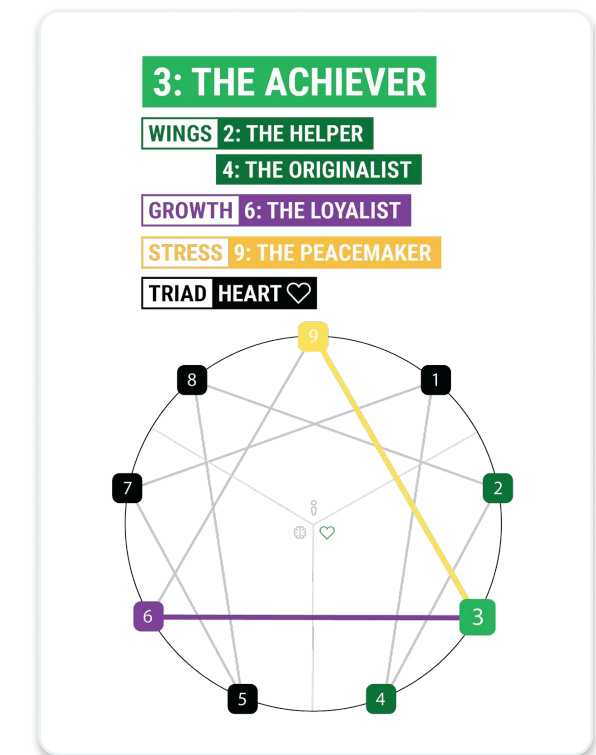 3: THE ACHIEVER
WINGS 2: THE HELPER
4: THE ORIGINALIST
GROWTH 6: THE LOYALIST
STRESS 9: THE PEACEMAKER
TRIAD HEART
9
8
1
7
2
6
3
5
4